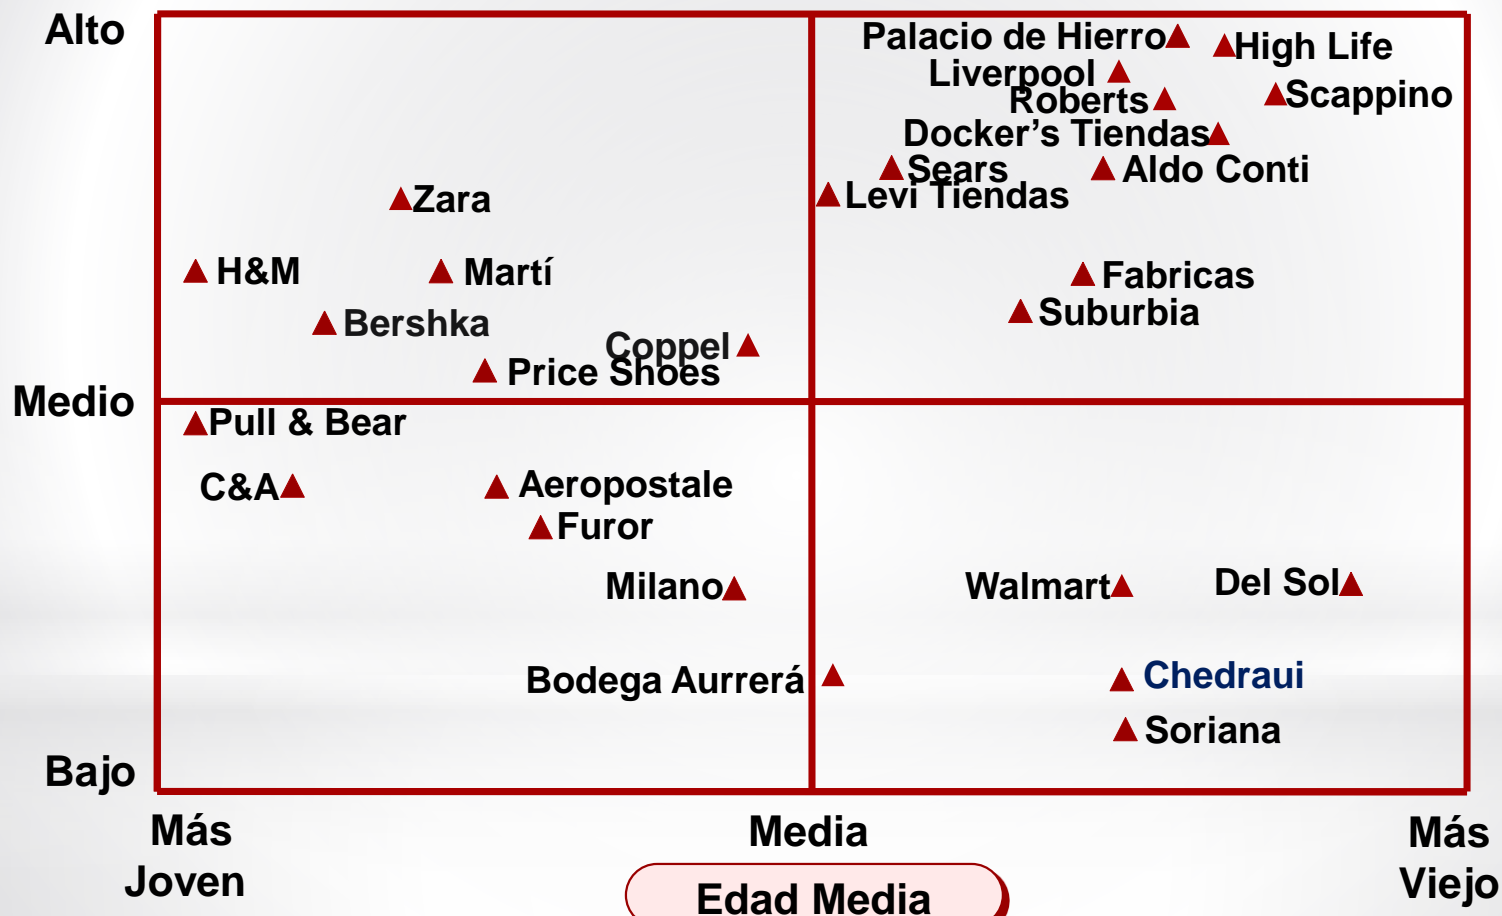 Alto
Palacio de Hierro
High Life
Liverpool
Roberts
Scappino
Docker’s Tiendas
Sears
Aldo Conti
Levi Tiendas
Zara
H&M
Martí
Fabricas
Suburbia
Bershka
Coppel
Price Shoes
Medio
Pull & Bear
C&A
Aeropostale
Furor
Milano
Walmart
Del Sol
Bodega Aurrerá
Chedraui
Soriana
Bajo
Más
Joven
Media
Más
Viejo
Edad Media